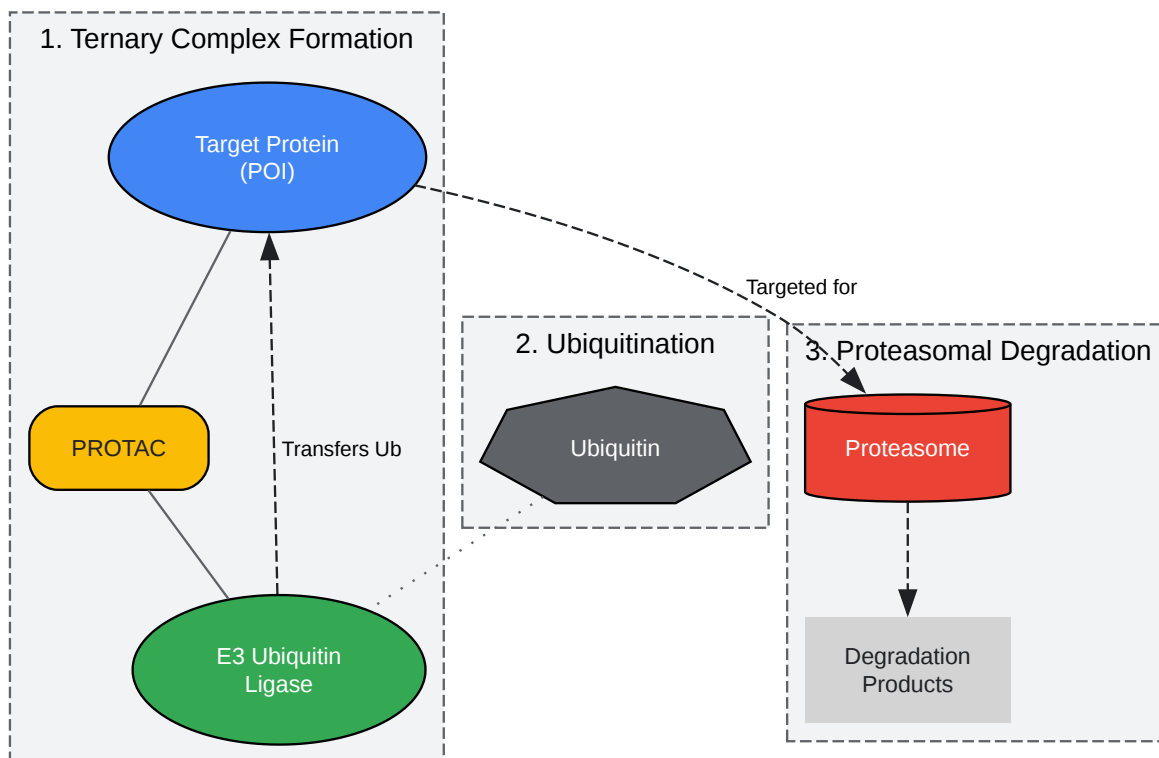 1. Ternary Complex Formation
Target Protein
(POI)
Targeted for
2. Ubiquitination
3. Proteasomal Degradation
PROTAC
Transfers Ub
Ubiquitin
Proteasome
E3 Ubiquitin
Ligase
Degradation
Products